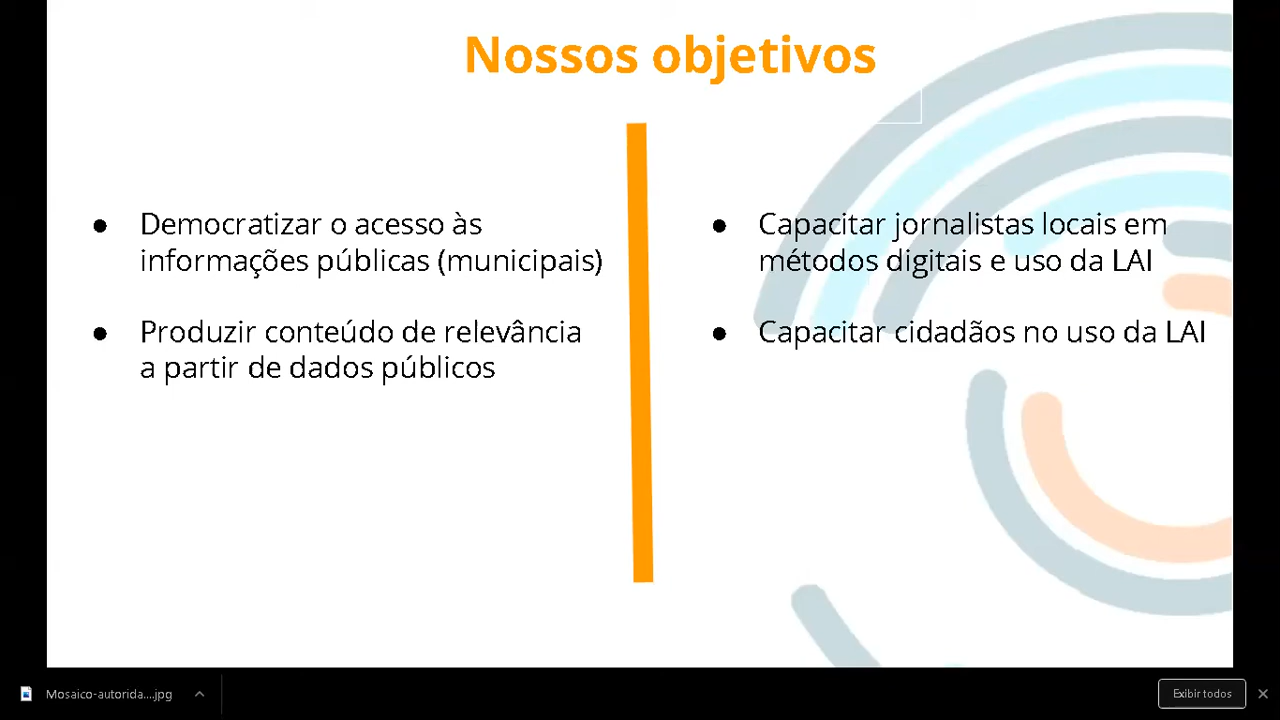 Nossos objetivos
● Democratizar o acesso às
informações públicas (municipais)
● Produzir conteúdo de relevância
a partir de dados públicos
● Capacitar jornalistas locais em
métodos digitais e uso da LAI
● Capacitar cidadãos no uso da LAI
Mosaico-autorida....jpg
Exibir todos